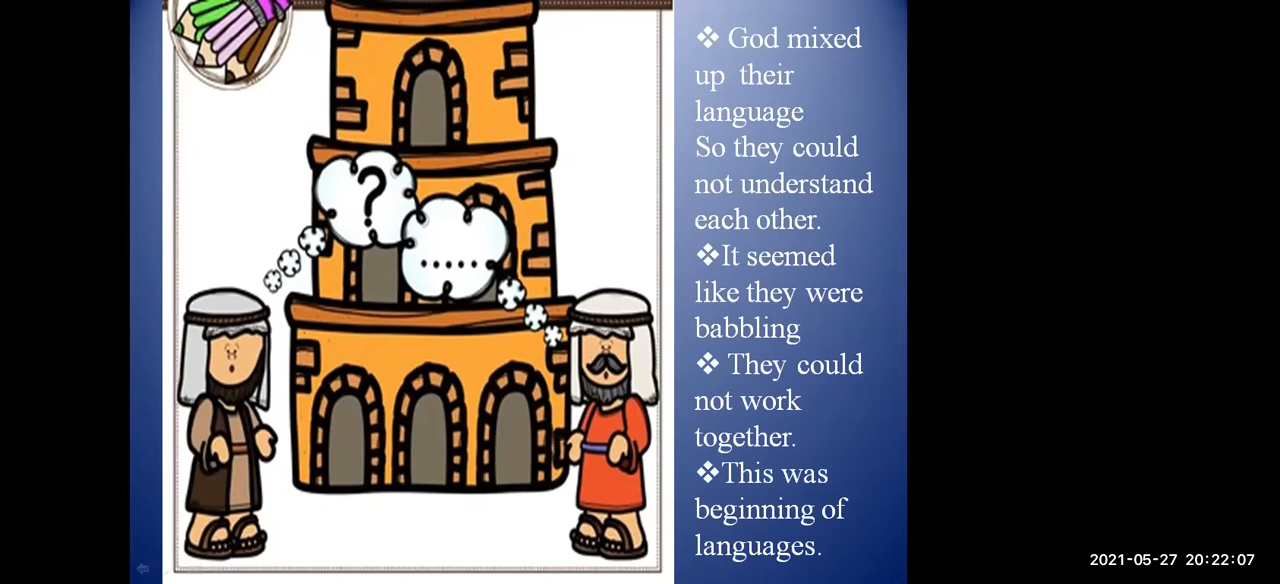 ❖ God mixed
up their
language
So they could
not understand
each other.
❖It seemed
like they were
babbling
❖ They could
not work
together.
❖This was
beginning of
languages.
?
......
2021-05-27 20:22:07